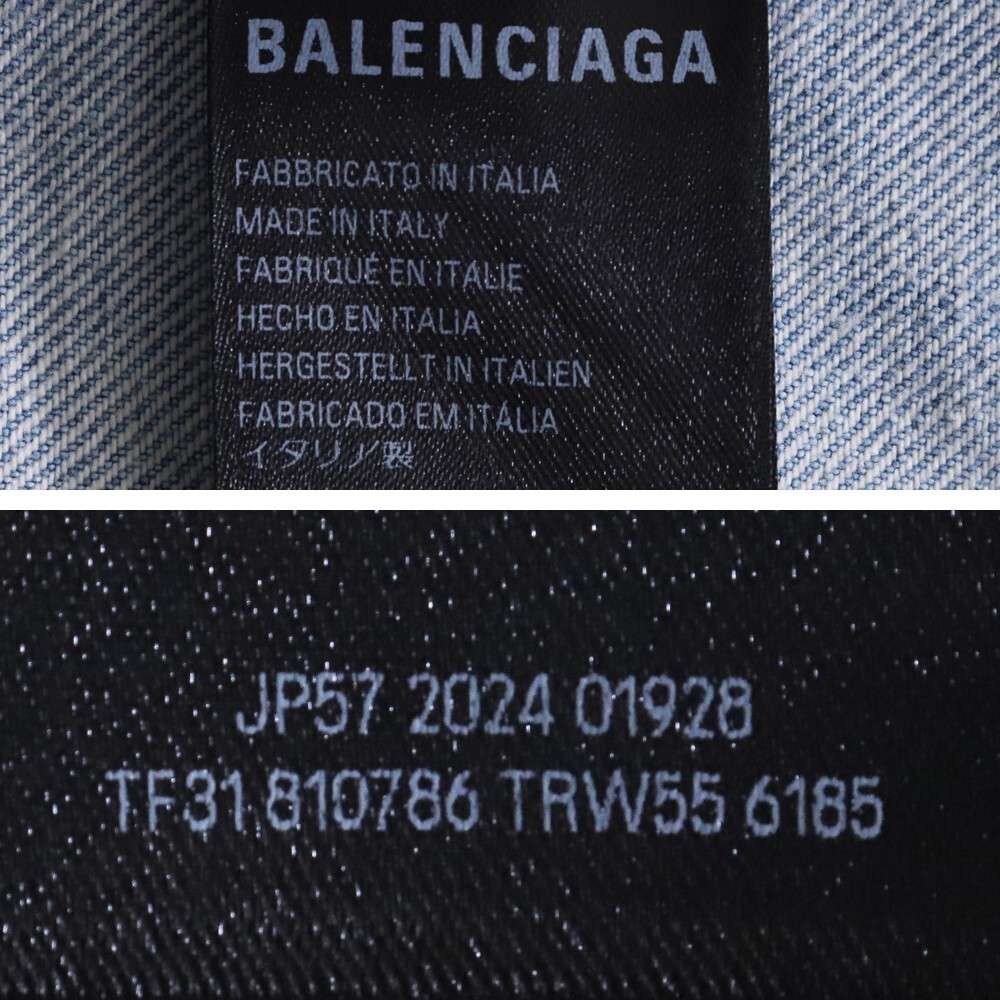 BALENCIAGA
FABBRICATO IN ITALIA
MADE IN ITALY
FABRIQUÉ EN ITALIE
HECHO EN ITALIA
HERGESTELLT IN ITALIEN
FABRICADO EM ITÁLIA
イタリア製
JP57 2024 01928
TF31 810786 TRW55 6185